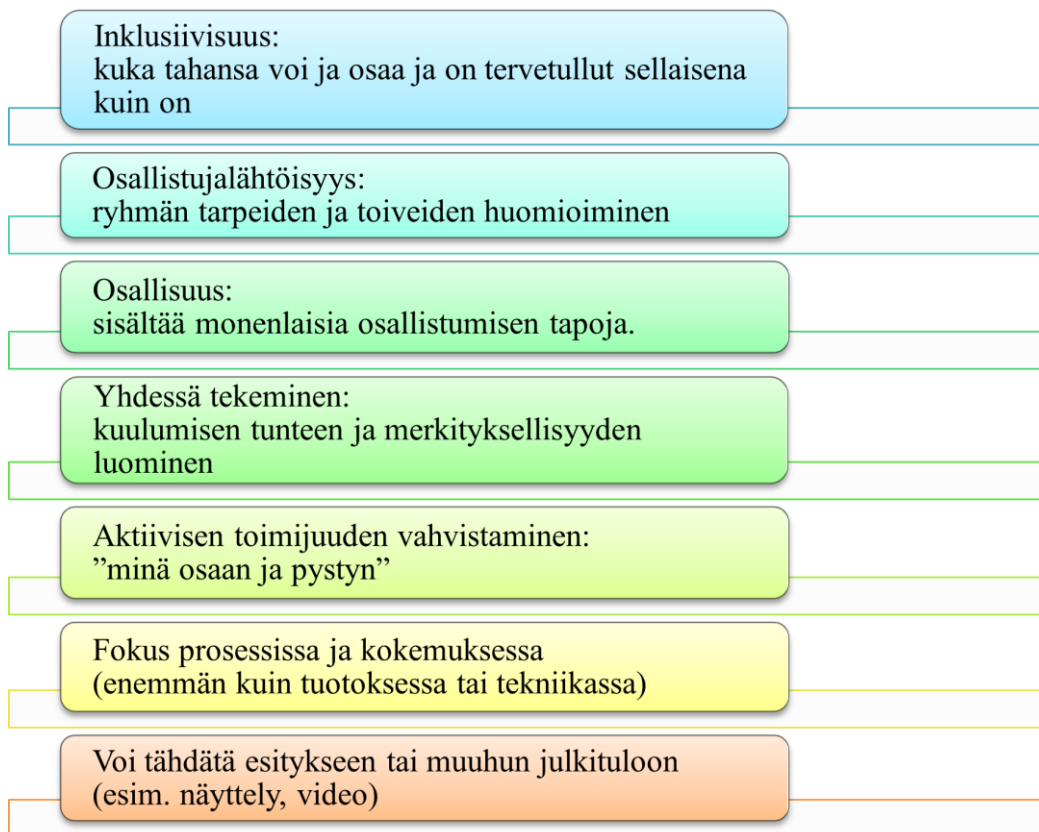 Inklusiivisuus:
kuka tahansa voi ja osaa ja on tervetullut sellaisena
kuin on
Osallistujalähtöisyys:
ryhmän tarpeiden ja toiveiden huomioiminen
Osallisuus:
sisältää monenlaisia osallistumisen tapoja.
Yhdessä tekeminen:
kuulumisen tunteen ja merkityksellisyyden
luominen
Aktiivisen toimijuuden vahvistaminen:
”minä osaan ja pystyn”
Fokus prosessissa ja kokemuksessa
(enemmän kuin tuotoksessa tai tekniikassa)
Voi tähdätä esitykseen tai muuhun julkituloon
(esim. näyttely, video)